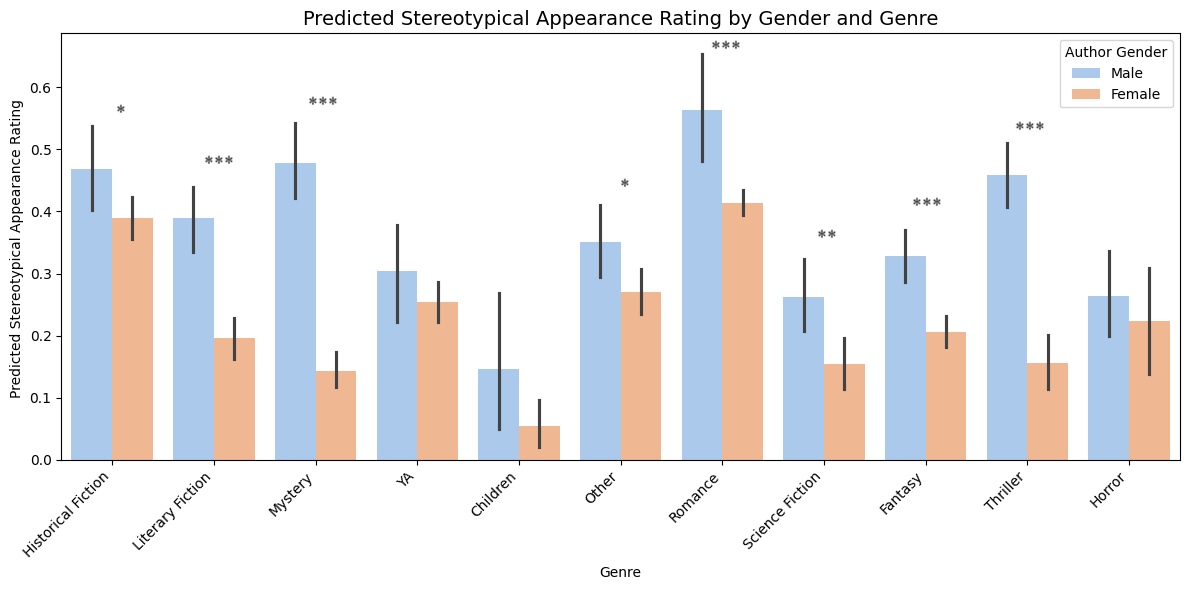 Predicted Stereotypical Appearance Rating by Gender and Genre
Predicted Stereotypical Appearance Rating
0.6
0.5
0.4
0.3
0.2
0.1
0.0
*
***
***
*
***
**
***
***
Author Gender
Male
Female
Historical Fiction
Literary Fiction
Mystery
YA
Children
Other
Romance
Science Fiction
Fantasy
Thriller
Horror
Genre